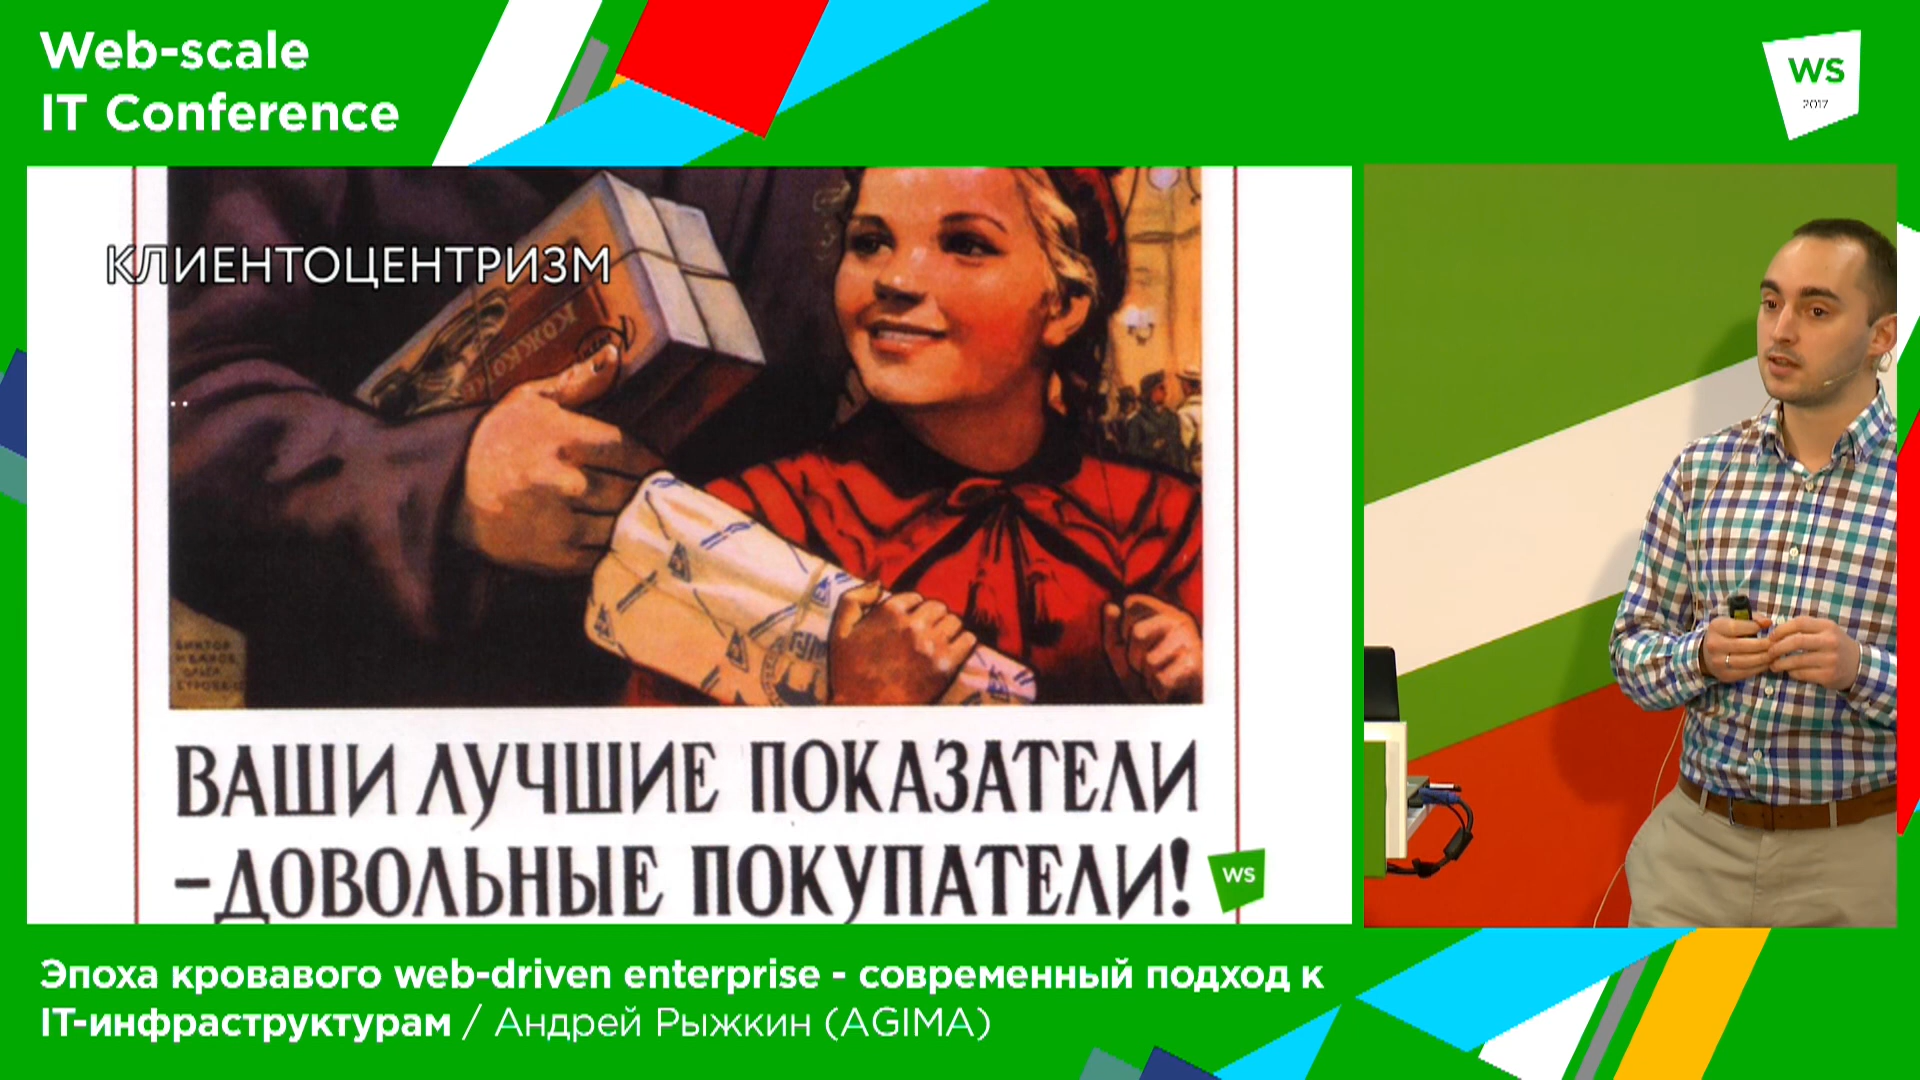 Web-scale
IT Conference
WS
2017
КЛИЕНТОЦЕНТРИЗМ
ВАШИ ЛУЧШИЕ ПОКАЗАТЕЛИ
-ДОВОЛЬНЫЕ ПОКУПАТЕЛИ!
WS
Эпоха кровавого web-driven enterprise - современный подход к
IT-инфраструктурам / Андрей Рыжкин (AGIMA)